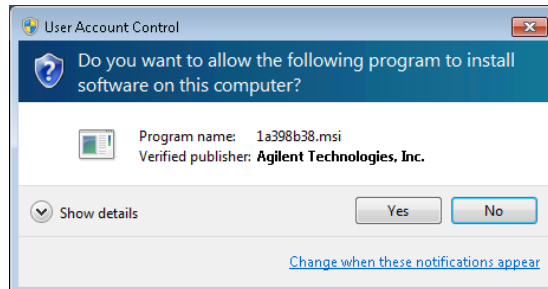 User Account Control
Do you want to allow the following program to install
software on this computer?
Program name: 1a398b38.msi
Verified publisher: Agilent Technologies, Inc.
Show details
Yes
No
Change when these notifications appear